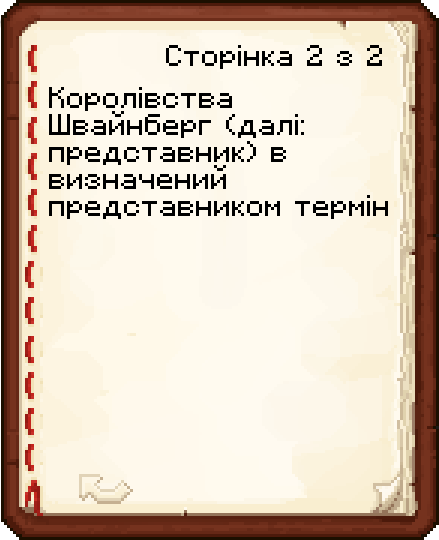 Сторінка 2 з 2
Королівства
Швайнберг (далі:
представник) в
визначений
представником термін